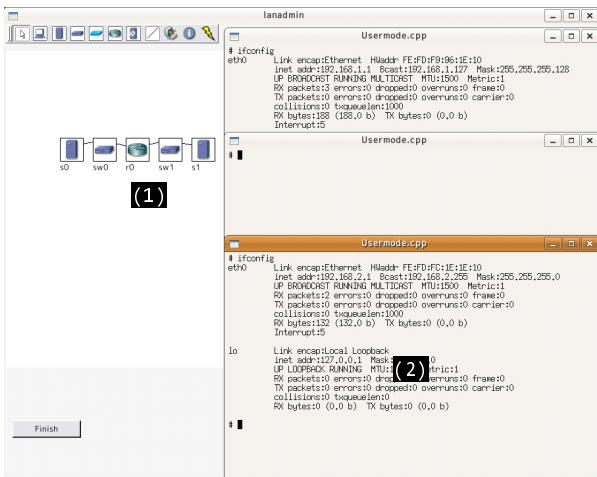 lanadmin
s0 sw0 r0 sw1 s1
(1)
Finish
Usermode.cpp
# ifconfig
eth0 Link encap:Ethernet HWaddr FE:FD:F9:96:1E:10
inet addr:192.168.1.1 Bcast:192.168.1.127 Mask:255.255.255.128
UP BROADCAST RUNNING MULTICAST MTU:1500 Metric:1
RX packets:3 errors:0 dropped:0 overruns:0 frame:0
TX packets:0 errors:0 dropped:0 overruns:0 carrier:0
collisions:0 txqueuelen:1000
RX bytes:188 (188.0 b) TX bytes:0 (0.0 b)
Interrupt:5
Usermode.cpp
#
Usermode.cpp
# ifconfig
eth0 Link encap:Ethernet HWaddr FE:FD:FC:1E:1E:10
inet addr:192.168.2.1 Bcast:192.168.2.255 Mask:255.255.255.0
UP BROADCAST RUNNING MULTICAST MTU:1500 Metric:1
RX packets:2 errors:0 dropped:0 overruns:0 frame:0
TX packets:0 errors:0 dropped:0 overruns:0 carrier:0
collisions:0 txqueuelen:1000
RX bytes:132 (132.0 b) TX bytes:0 (0.0 b)
Interrupt:5
lo Link encap:Local Loopback
inet addr:127.0.0.1
UP LOOPBACK RUNNING
(2)
RX packets:0 errors:0 overruns:0 frame:0
TX packets:0 errors:0 dropped:0 overruns:0 carrier:0
collisions:0 txqueuelen:0
RX bytes:0 (0.0 b) TX bytes:0 (0.0 b)
#